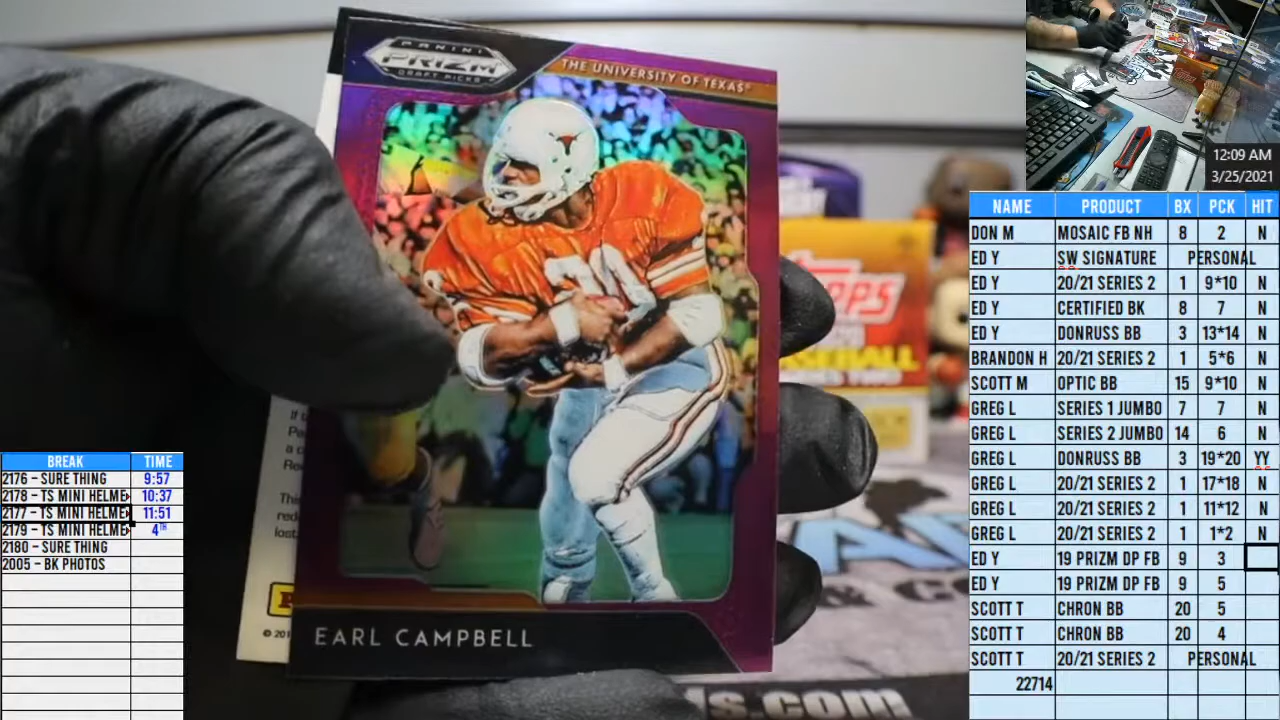 PANINI
PRIZM
DRAFT PICKS
THE UNIVERSITY OF TEXAS
EARL CAMPBELL
© 20
12:09 AM
3/25/2021
NAME PRODUCT BX PCK HIT
DON M MOSAIC FB NH 8 2 N
ED Y SW SIGNATURE PERSONAL
ED Y 20/21 SERIES 2 1 9*10 N
ED Y CERTIFIED BK 8 7 N
ED Y DONRUSS BB 3 13*14 N
BRANDON H 20/21 SERIES 2 1 5*6 N
SCOTT M OPTIC BB 15 9*10 N
GREG L SERIES 1 JUMBO 7 7 N
GREG L SERIES 2 JUMBO 14 6 N
GREG L DONRUSS BB 3 19*20 YY
GREG L 20/21 SERIES 2 1 17*18 N
GREG L 20/21 SERIES 2 1 11*12 N
GREG L 20/21 SERIES 2 1 1*2 N
ED Y 19 PRIZM DP FB 9 3
ED Y 19 PRIZM DP FB 9 5
SCOTT T CHRON BB 20 5
SCOTT T CHRON BB 20 4
SCOTT T 20/21 SERIES 2 PERSONAL
22714
BREAK TIME
2176 – SURE THING 9:57
2178 – TS MINI HELME 10:37
2177 – TS MINI HELME 11:51
2179 – TS MINI HELME 4TH
2180 – SURE THING
2005 – BK PHOTOS
& CO
.com